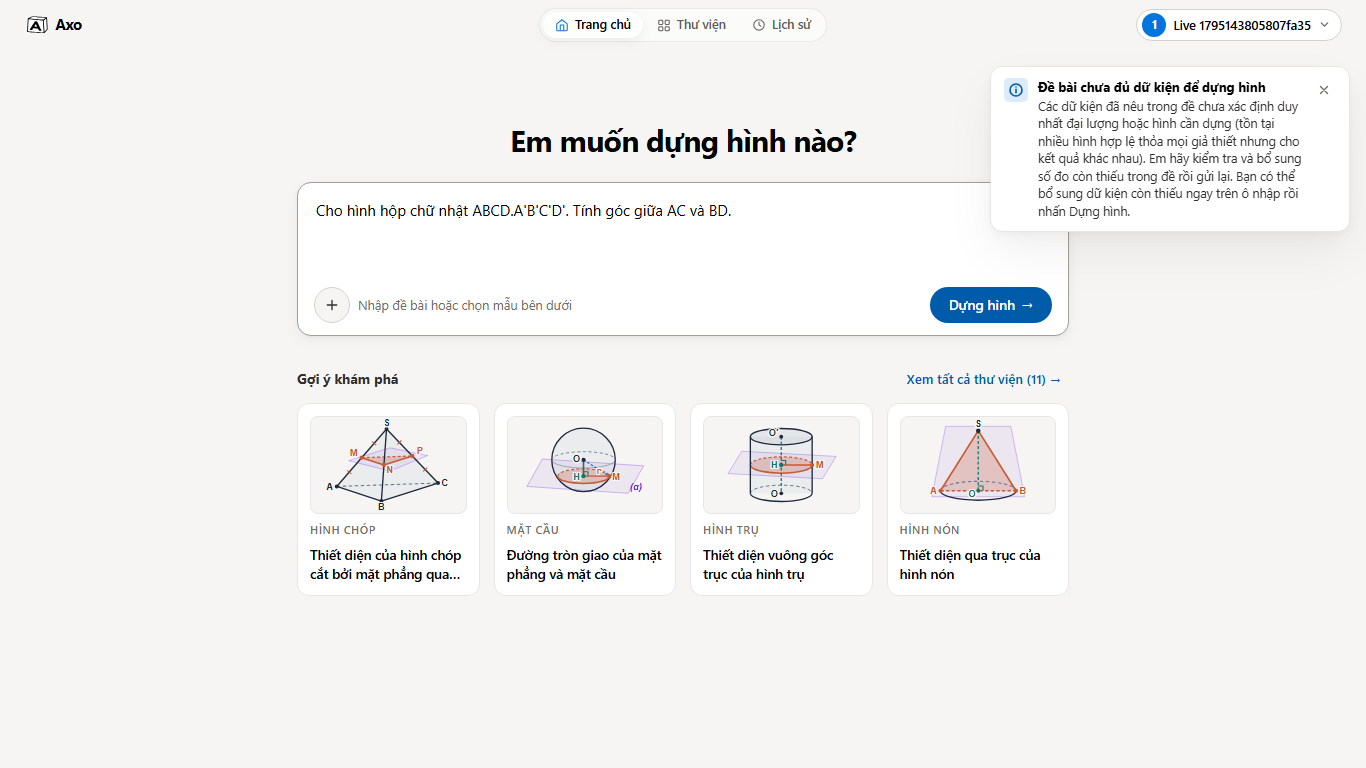 Axo
Trang chủ
Thư viện
Lịch sử
1
Live 1795143805807fa35
Đề bài chưa đủ dữ kiện để dựng hình
Các dữ kiện đã nêu trong đề chưa xác định duy
nhất đại lượng hoặc hình cần dựng (tồn tại
nhiều hình hợp lệ thỏa mọi giả thiết nhưng cho
kết quả khác nhau). Em hãy kiểm tra và bổ sung
số đo còn thiếu trong đề rồi gửi lại. Bạn có thể
bổ sung dữ kiện còn thiếu ngay trên ô nhập rồi
nhấn Dựng hình.
Em muốn dựng hình nào?
Cho hình hộp chữ nhật ABCD.A'B'C'D'. Tính góc giữa AC và BD.
Nhập đề bài hoặc chọn mẫu bên dưới
Dựng hình →
Gợi ý khám phá
Xem tất cả thư viện (11) →
S
M
P
N
A
C
B
O
r
H
M
(α)
O'
H
M
O
S
A
O
B
HÌNH CHÓP
Thiết diện của hình chóp
cắt bởi mặt phẳng qua...
MẶT CẦU
Đường tròn giao của mặt
phẳng và mặt cầu
HÌNH TRỤ
Thiết diện vuông góc
trục của hình trụ
HÌNH NÓN
Thiết diện qua trục của
hình nón